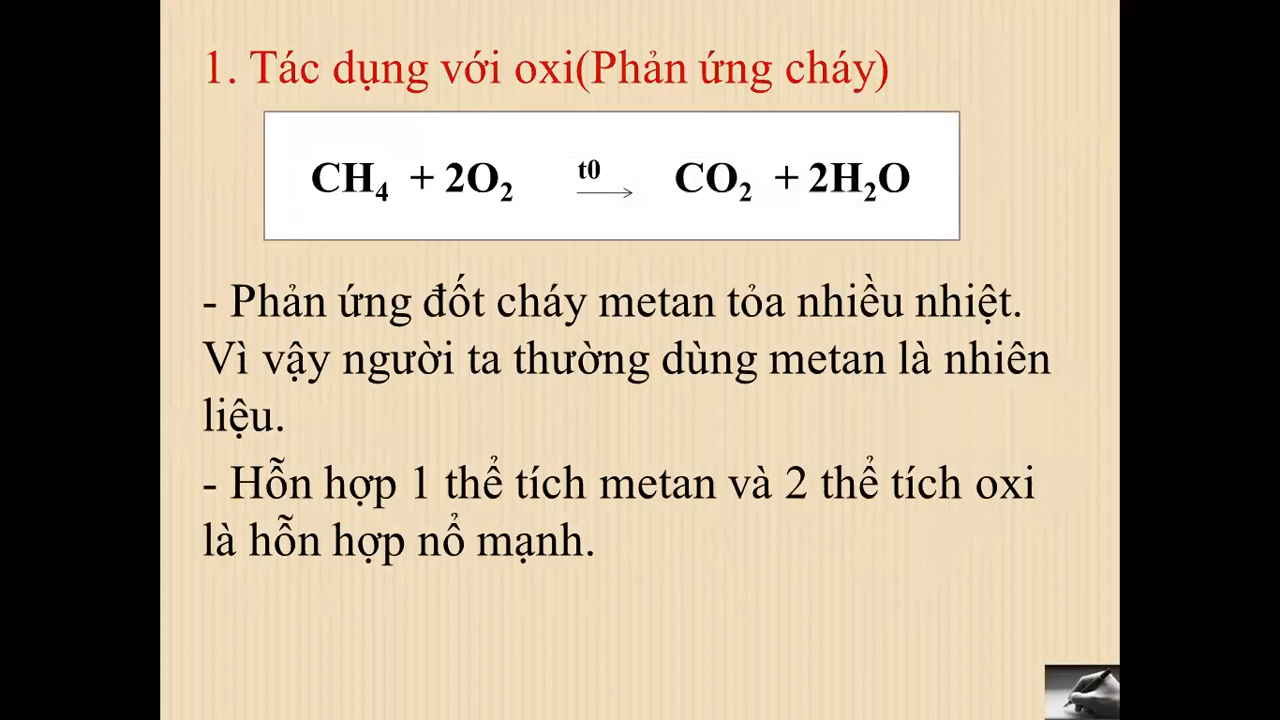 1. Tác dụng với oxi(Phản ứng cháy)
CH₄ + 2O₂ t0 → CO₂ + 2H₂O
- Phản ứng đốt cháy metan tỏa nhiều nhiệt.
Vì vậy người ta thường dùng metan là nhiên
liệu.
- Hỗn hợp 1 thể tích metan và 2 thể tích oxi
là hỗn hợp nổ mạnh.